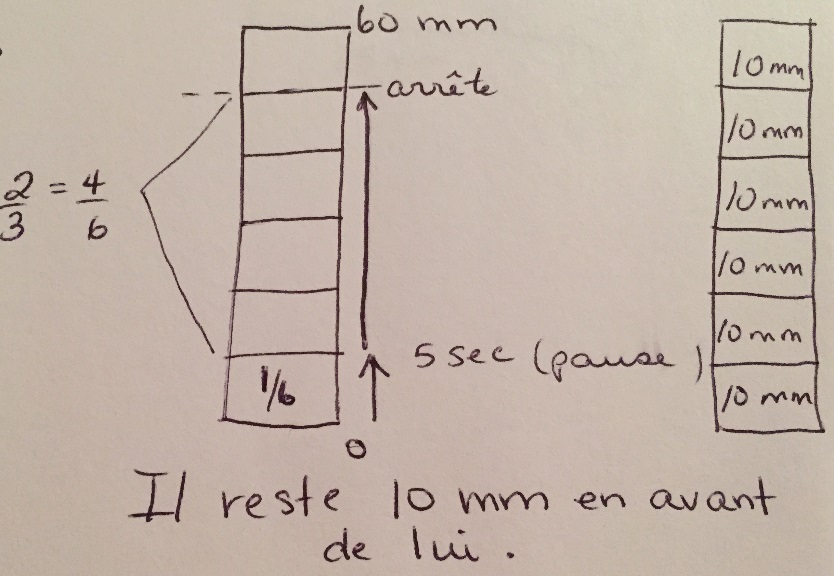 60 mm
arrête
2/3 = 4/6
5 sec (pause)
1/6
0
10 mm
10 mm
10 mm
10 mm
10 mm
10 mm
Il reste 10 mm en avant
de lui.